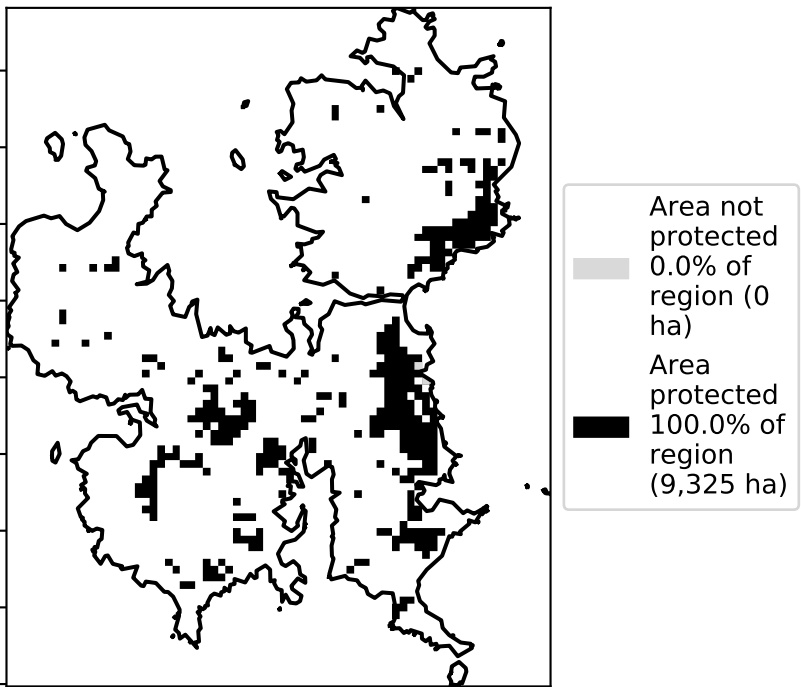 Area not
protected
0.0% of
region (0
ha)
Area
protected
100.0% of
region
(9,325 ha)